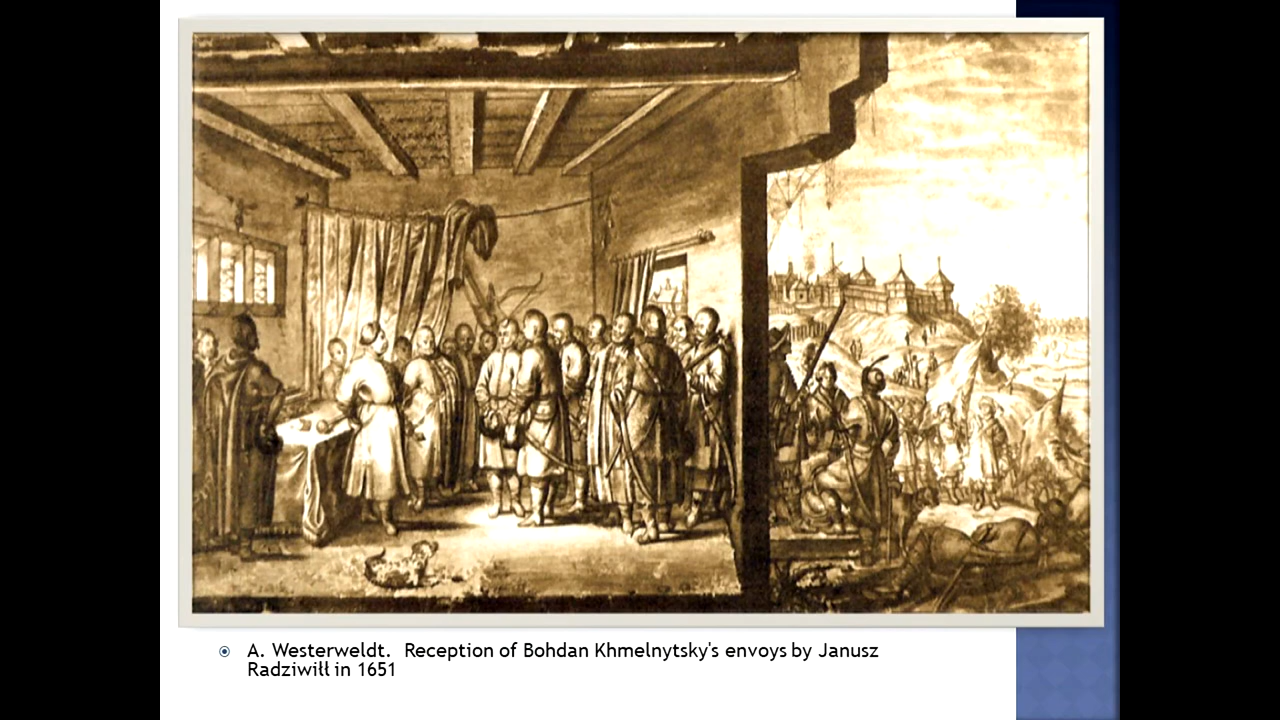 A. Westerweldt. Reception of Bohdan Khmelnytsky's envoys by Janusz
Radziwiłł in 1651